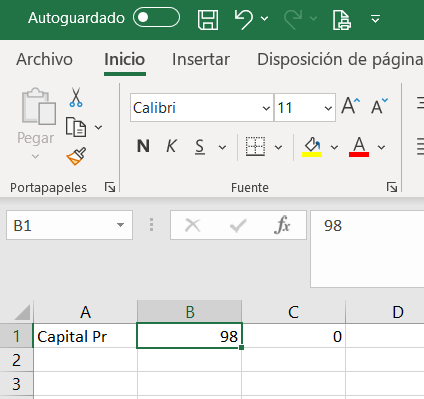 Autoguardado
Archivo Inicio Insertar Disposición de página
Pegar
Calibri 11 A A
N K S A
Portapapeles Fuente
B1 fx 98
A B C D
1 Capital Pr 98 0
2
3